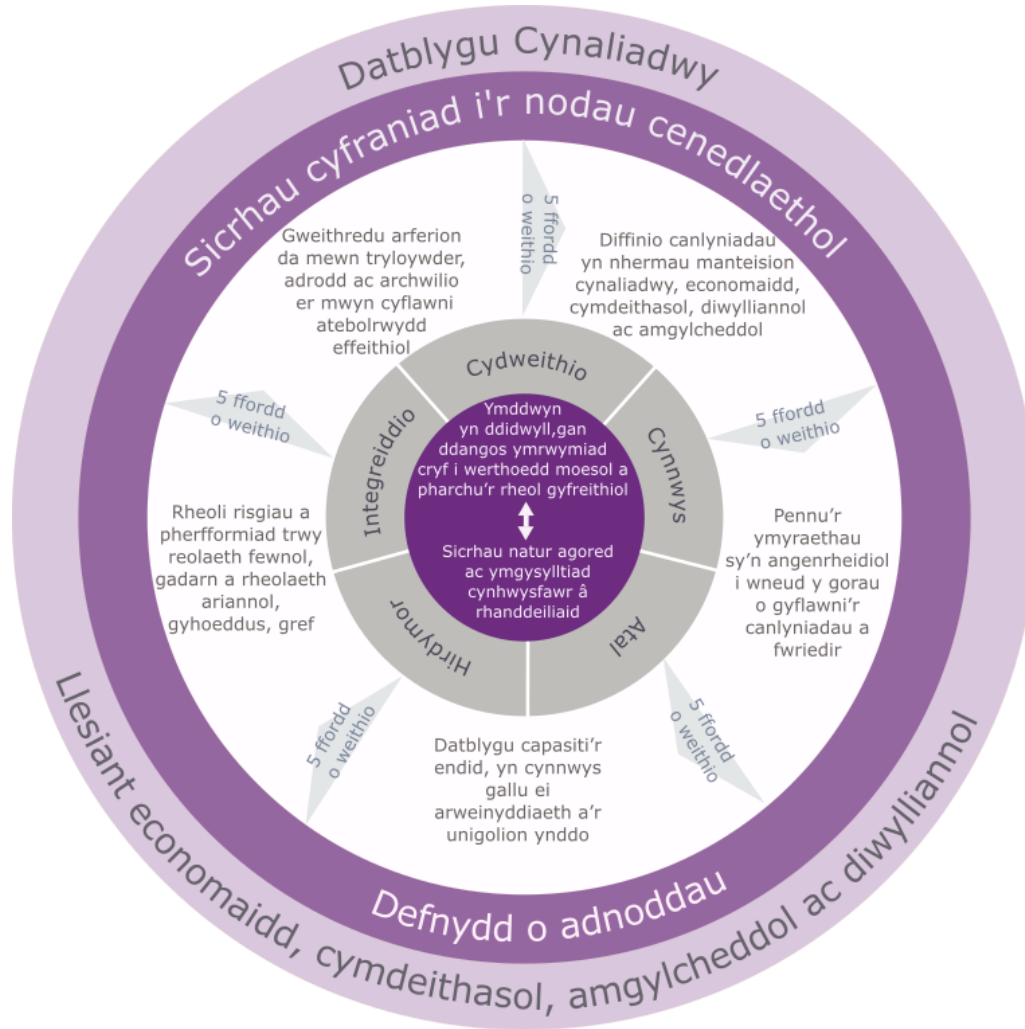 Datblygu Cynaliadwy
Sicrhau cyfraniad i'r nodau cenedlaethol
5 ffordd
o weithio
Gweithredu arferion
da mewn tryloywder,
adrodd ac archwilio
er mwyn cyflawni
atebolrwydd
effeithiol
Diffinio canlyniadau
yn nhermau manteision
cynaliadwy, economaidd,
cymdeithasol, diwylliannol
ac amgylcheddol
5 ffordd
o weithio
5 ffordd
o weithio
Cydweithio
Integreiddio
Cynnwys
Hirdymor
Atal
Ymddwyn
yn ddidwyll,gan
ddangos ymrwymiad
cryf i werthoedd moesol a
pharchu’r rheol gyfreithiol
Sicrhau natur agored
ac ymgysylltiad
cynhwysfawr â
rhanddeiliaid
Rheoli risgiau a
pherfformiad trwy
reolaeth fewnol,
gadarn a rheolaeth
ariannol,
gyhoeddus, gref
Pennu’r
ymyraethau
sy’n angenrheidiol
i wneud y gorau
o gyflawni’r
canlyniadau a
fwriedir
5 ffordd
o weithio
5 ffordd
o weithio
Datblygu capasiti’r
endid, yn cynnwys
gallu ei
arweinyddiaeth a’r
unigolion ynddo
Defnydd o adnoddau
Llesiant economaidd, cymdeithasol, amgylcheddol ac diwylliannol